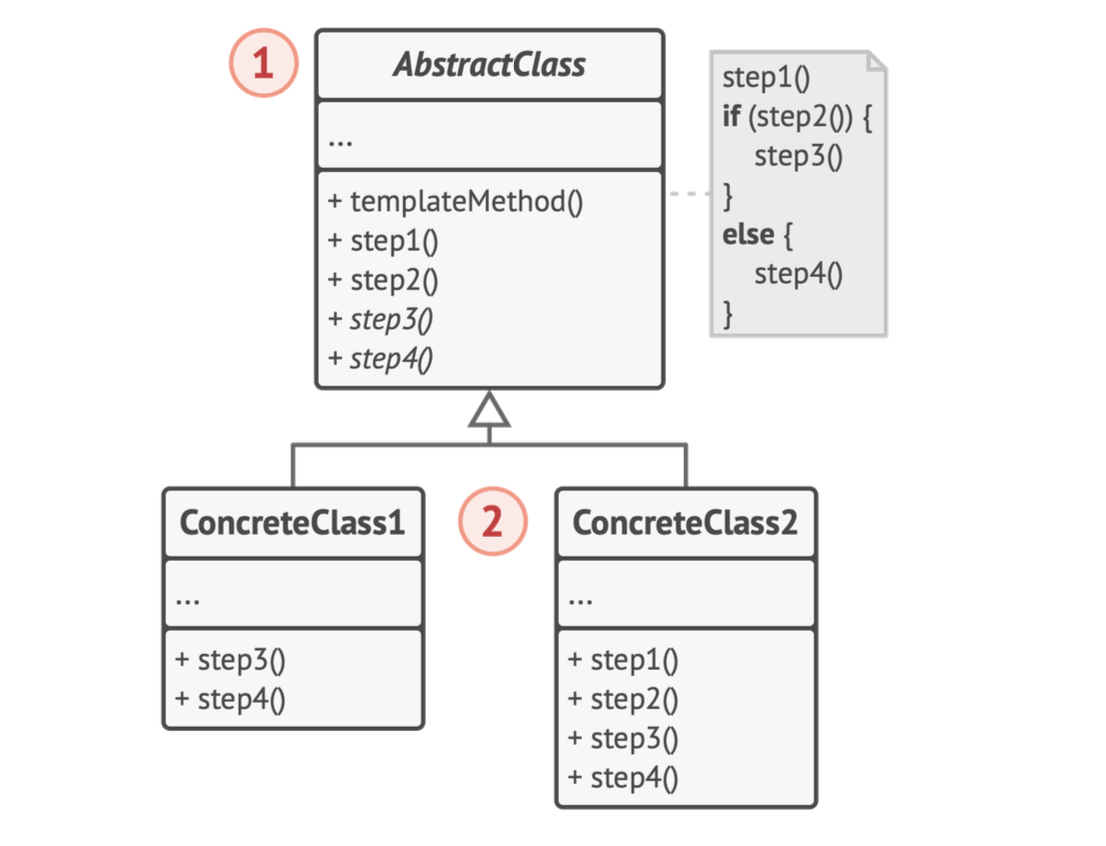 1
AbstractClass
...
+ templateMethod()
+ step1()
+ step2()
+ step3()
+ step4()
step1()
if (step2()) {
step3()
}
else {
step4()
}
ConcreteClass1
...
+ step3()
+ step4()
2
ConcreteClass2
...
+ step1()
+ step2()
+ step3()
+ step4()